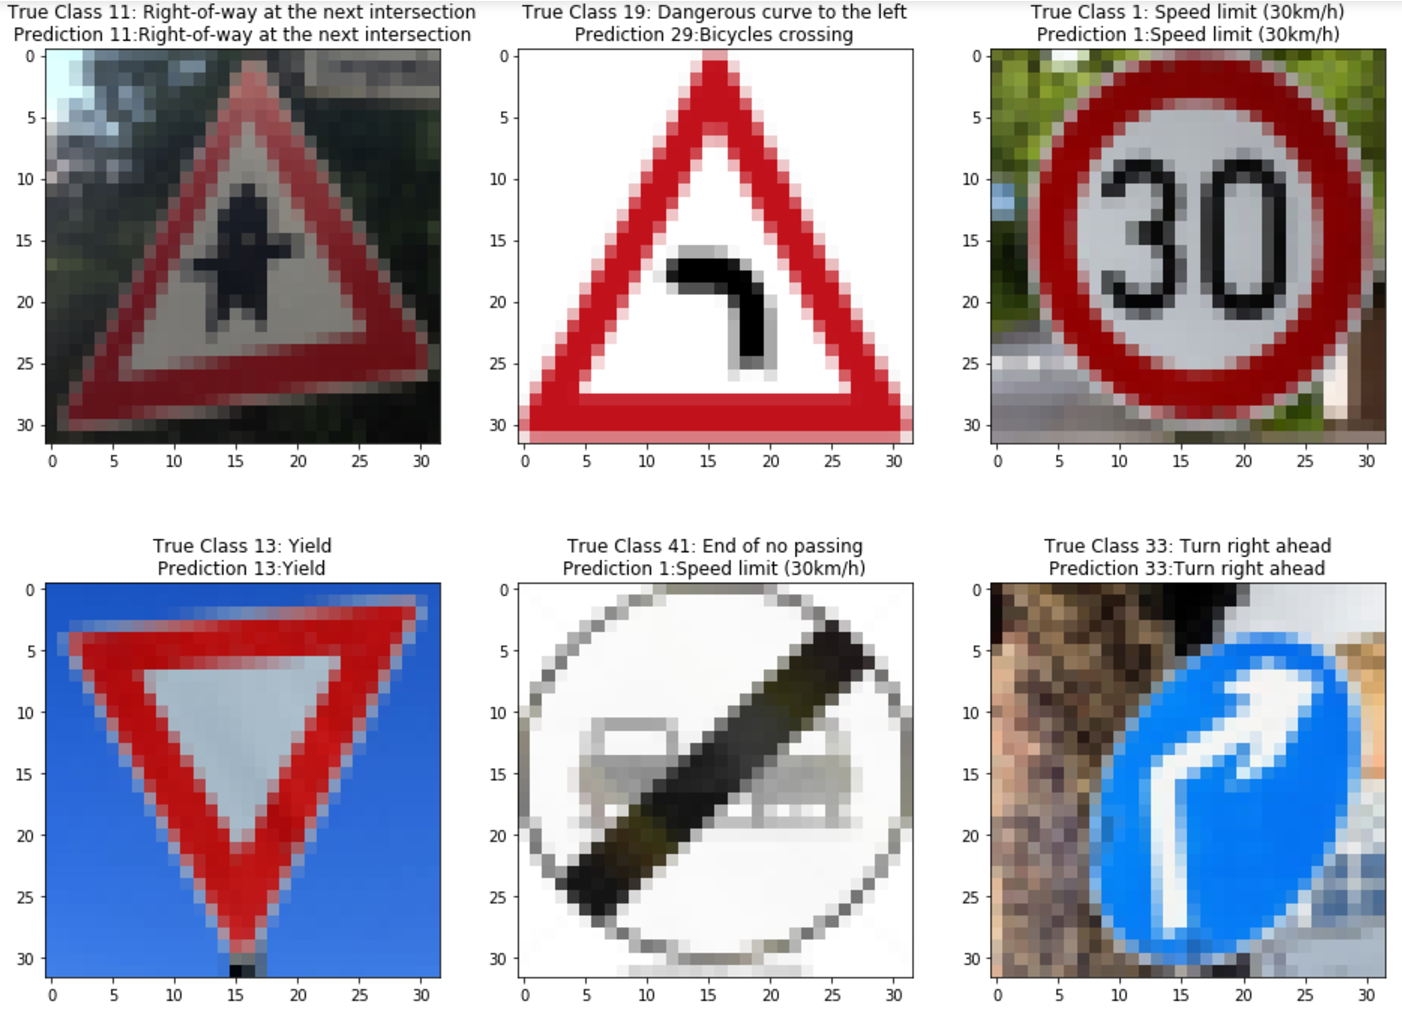 True Class 11: Right-of-way at the next intersection
Prediction 11:Right-of-way at the next intersection
0
5
10
15
20
25
30
0 5 10 15 20 25 30
True Class 19: Dangerous curve to the left
Prediction 29:Bicycles crossing
0
5
10
15
20
25
30
0 5 10 15 20 25 30
True Class 1: Speed limit (30km/h)
Prediction 1:Speed limit (30km/h)
0
5
10
15
20
25
30
30
0 5 10 15 20 25 30
True Class 13: Yield
Prediction 13:Yield
0
5
10
15
20
25
30
0 5 10 15 20 25 30
True Class 41: End of no passing
Prediction 1:Speed limit (30km/h)
0
5
10
15
20
25
30
0 5 10 15 20 25 30
True Class 33: Turn right ahead
Prediction 33:Turn right ahead
0
5
10
15
20
25
30
0 5 10 15 20 25 30